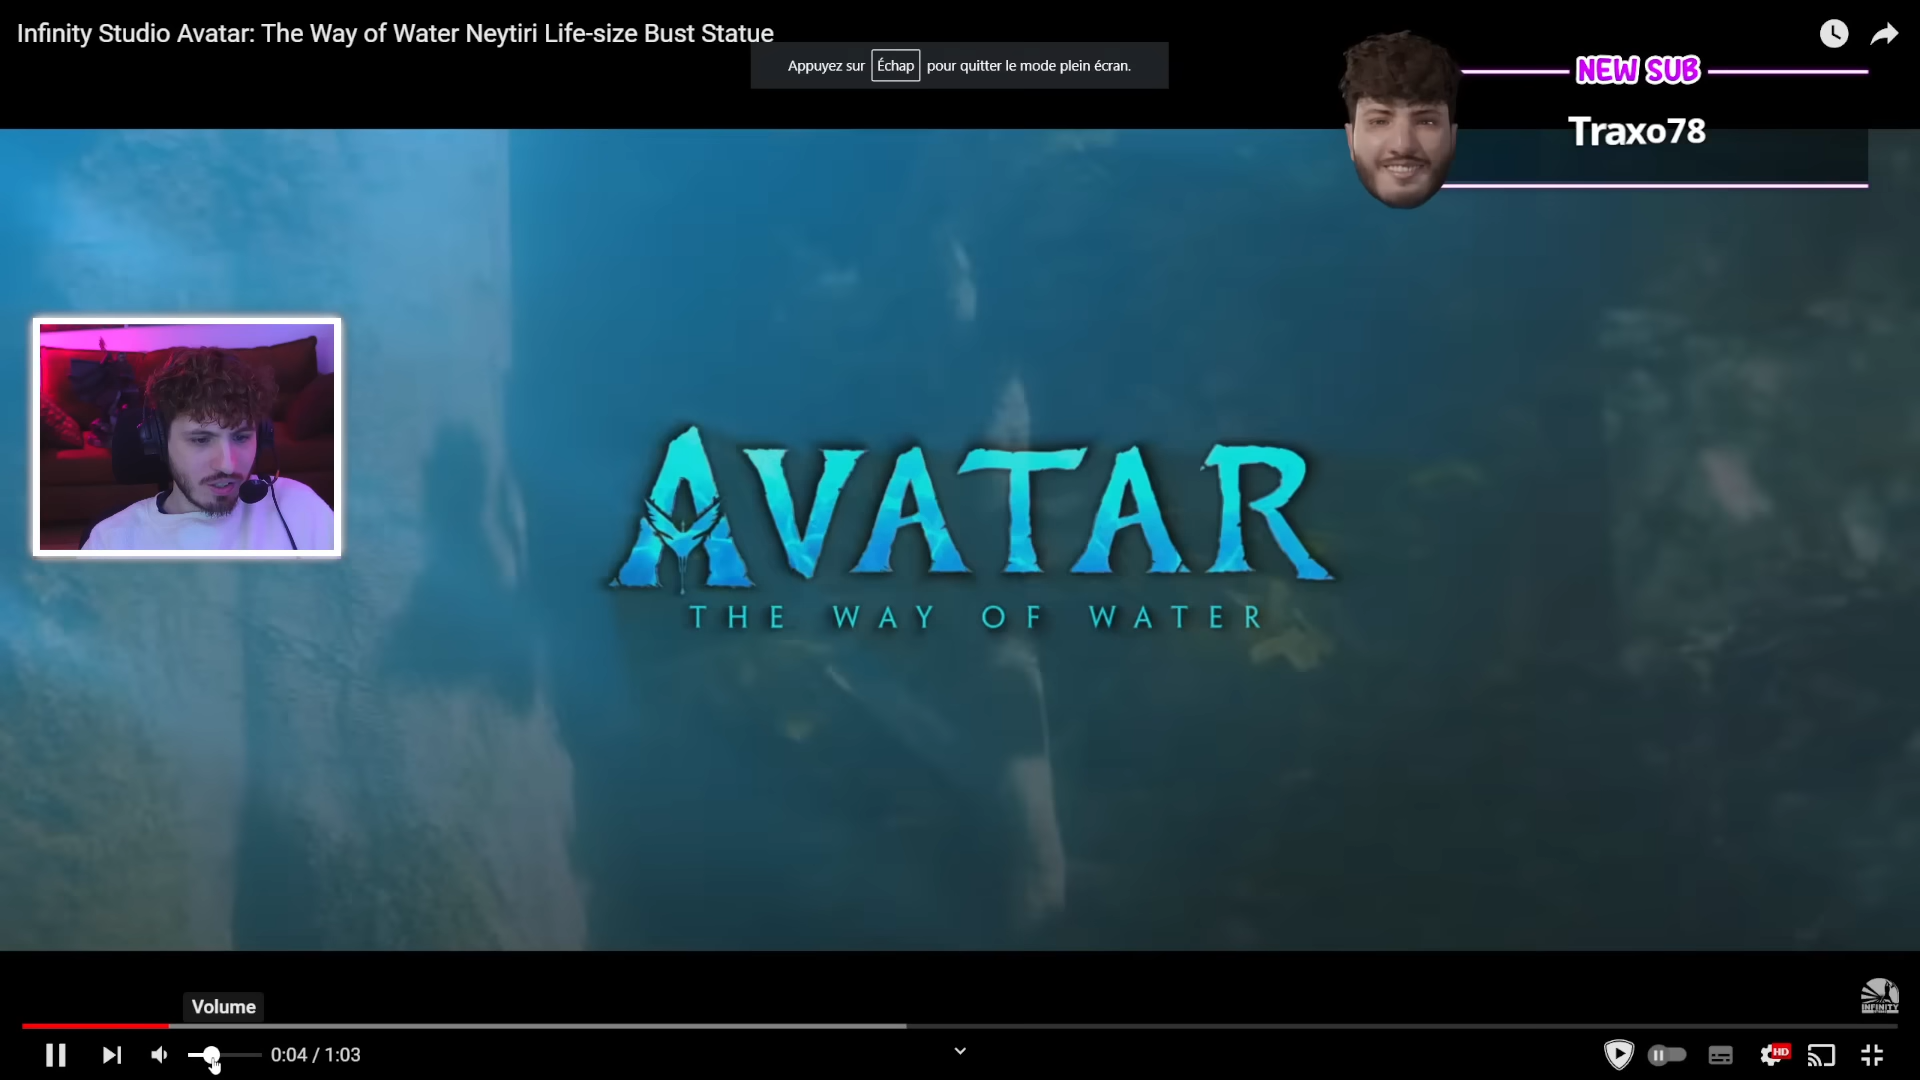 Infinity Studio Avatar: The Way of Water Neytiri Life-size Bust Statue
Appuyez sur Échap pour quitter le mode plein écran.
NEW SUB
Traxo78
AVATAR
THE WAY OF WATER
INFINITY
Volume
0:04 / 1:03
HD